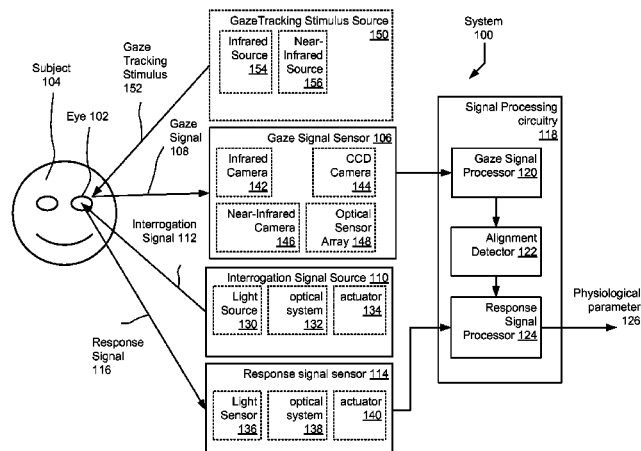 GazeTracking Stimulus Source
150
Infrared
Source
154
Near-
Infrared
Source
156
System
100
Gaze
Tracking
Stimulus
152
Subject
104
Eye 102
Gaze
Signal
108
Gaze Signal Sensor 106
Infrared
Camera
142
CCD
Camera
144
Near-Infrared
Camera
146
Optical
Sensor
Array 148
Signal Processing
circuitry
118
Gaze Signal
Processor
120
Alignment
Detector
122
Response
Signal
Processor
124
Physiological
parameter
126
Interrogation
Signal 112
Interrogation Signal Source 110
Light
Source
130
optical
system
132
actuator
134
Response
Signal
116
Response signal sensor 114
Light
Sensor
136
optical
system
138
actuator
140